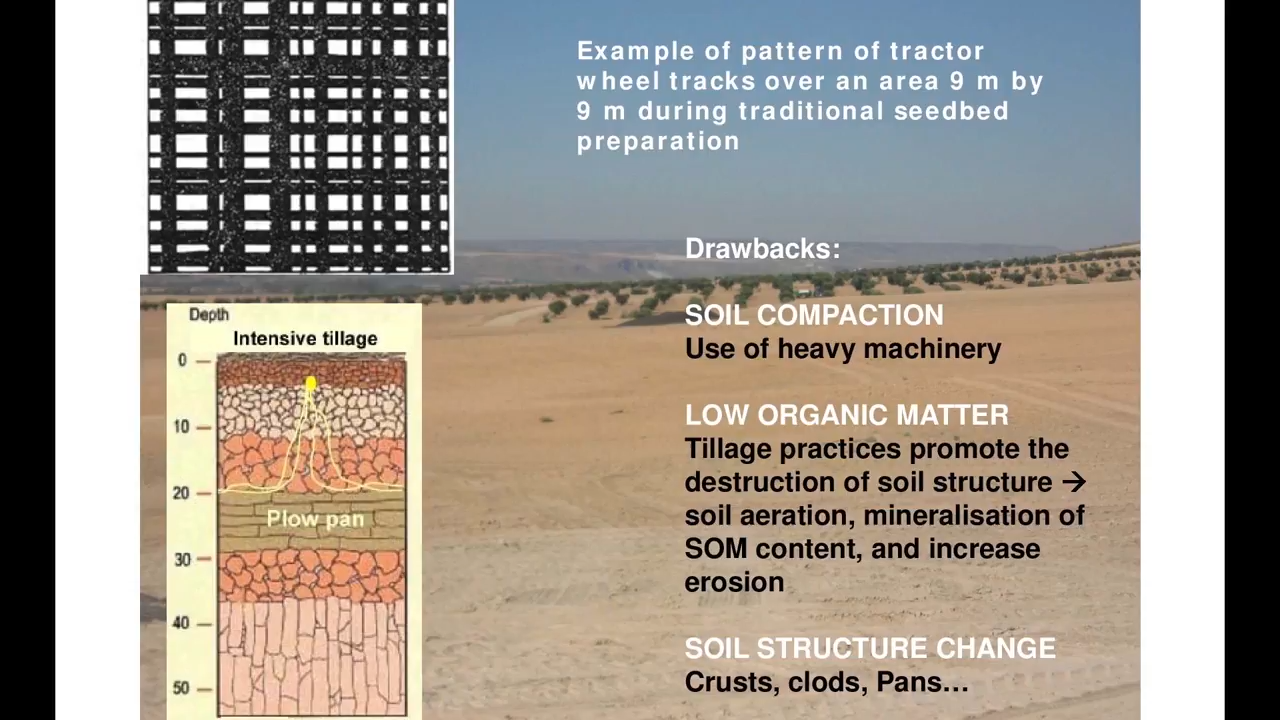 Example of pattern of tractor
wheel tracks over an area 9 m by
9 m during traditional seedbed
preparation
Drawbacks:
SOIL COMPACTION
Use of heavy machinery
LOW ORGANIC MATTER
Tillage practices promote the
destruction of soil structure →
soil aeration, mineralisation of
SOM content, and increase
erosion
SOIL STRUCTURE CHANGE
Crusts, clods, Pans…
Depth
Intensive tillage
0
10
20
Plow pan
30
40
50